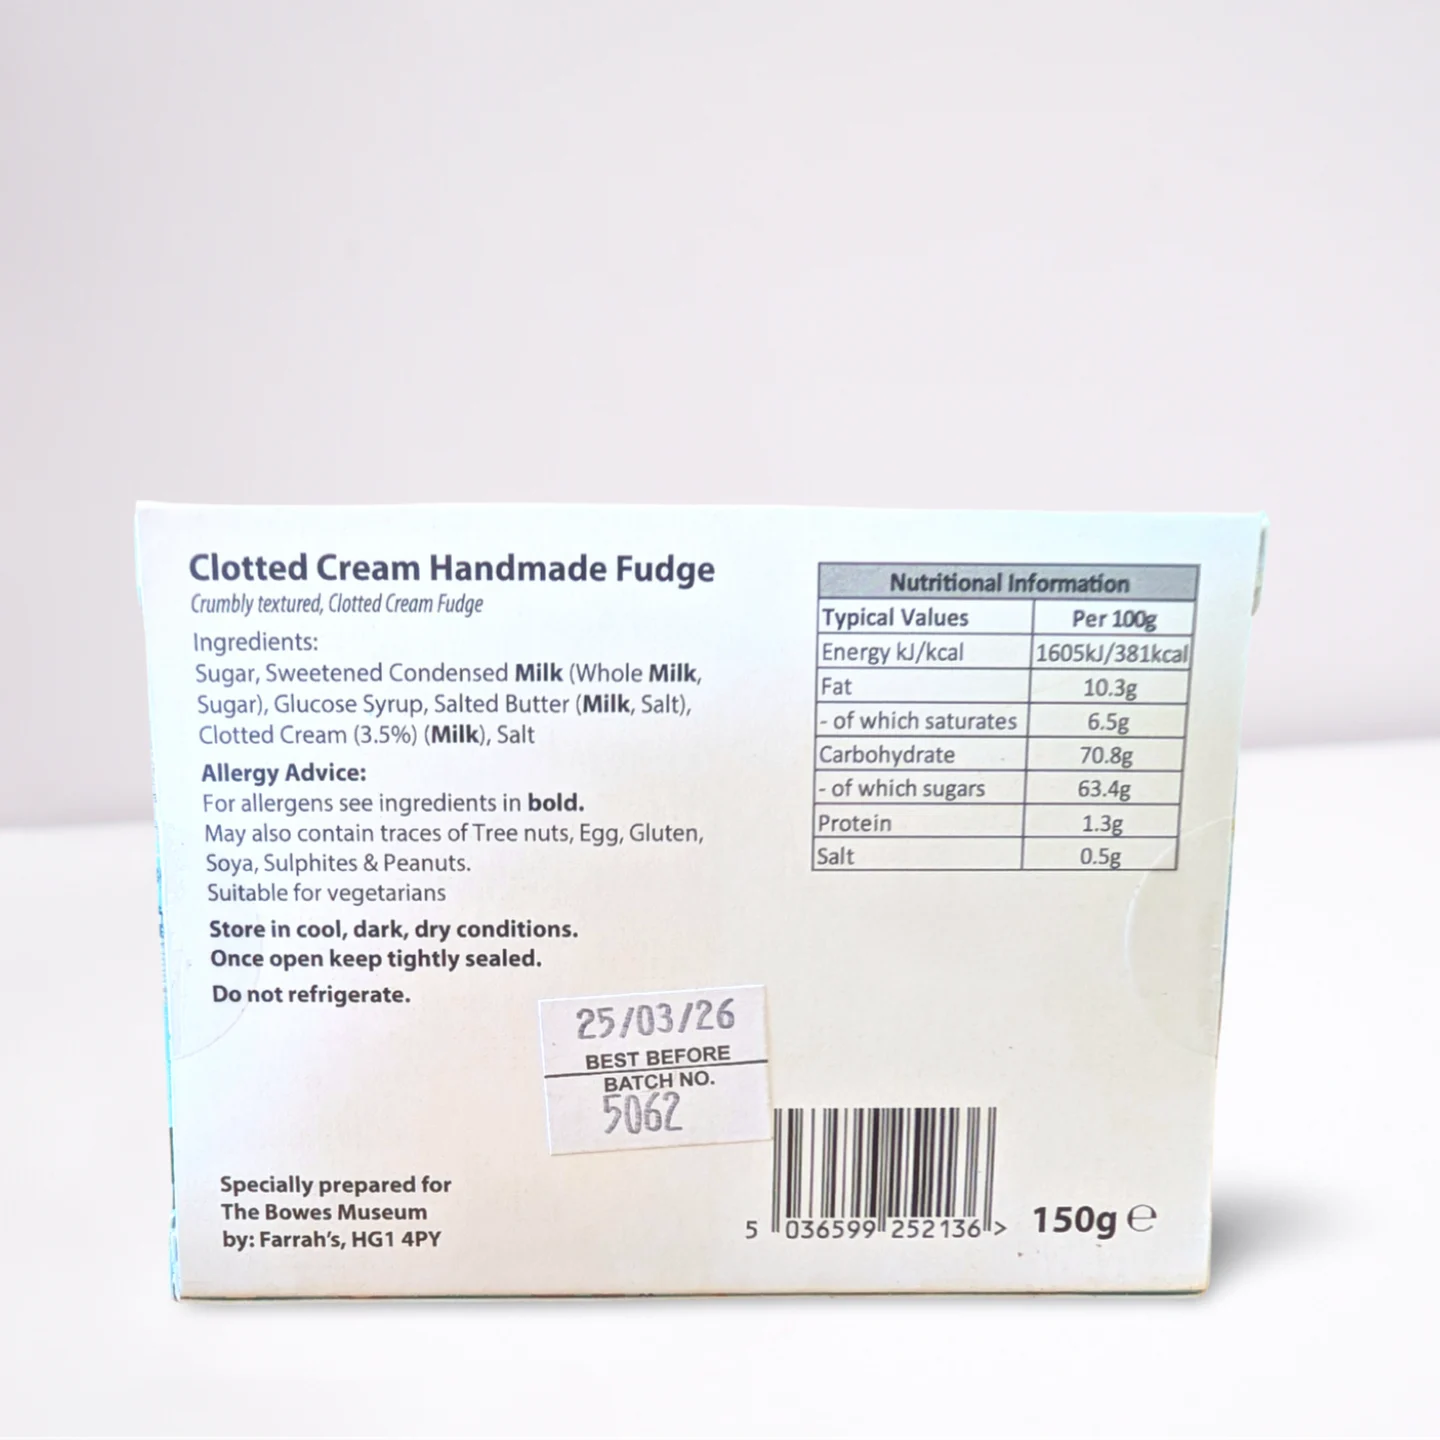 Clotted Cream Handmade Fudge
Crumbly textured, Clotted Cream Fudge
Ingredients:
Sugar, Sweetened Condensed Milk (Whole Milk,
Sugar), Glucose Syrup, Salted Butter (Milk, Salt),
Clotted Cream (3.5%) (Milk), Salt
Allergy Advice:
For allergens see ingredients in bold.
May also contain traces of Tree nuts, Egg, Gluten,
Soya, Sulphites & Peanuts.
Suitable for vegetarians
Store in cool, dark, dry conditions.
Once open keep tightly sealed.
Do not refrigerate.
25/03/26
BEST BEFORE
BATCH NO.
5062
Specially prepared for
The Bowes Museum
by: Farrah's, HG1 4PY
Nutritional Information
Typical Values Per 100g
Energy kJ/kcal 1605kJ/381kcal
Fat 10.3g
- of which saturates 6.5g
Carbohydrate 70.8g
- of which sugars 63.4g
Protein 1.3g
Salt 0.5g
5 036599 252136 >
150g ℮